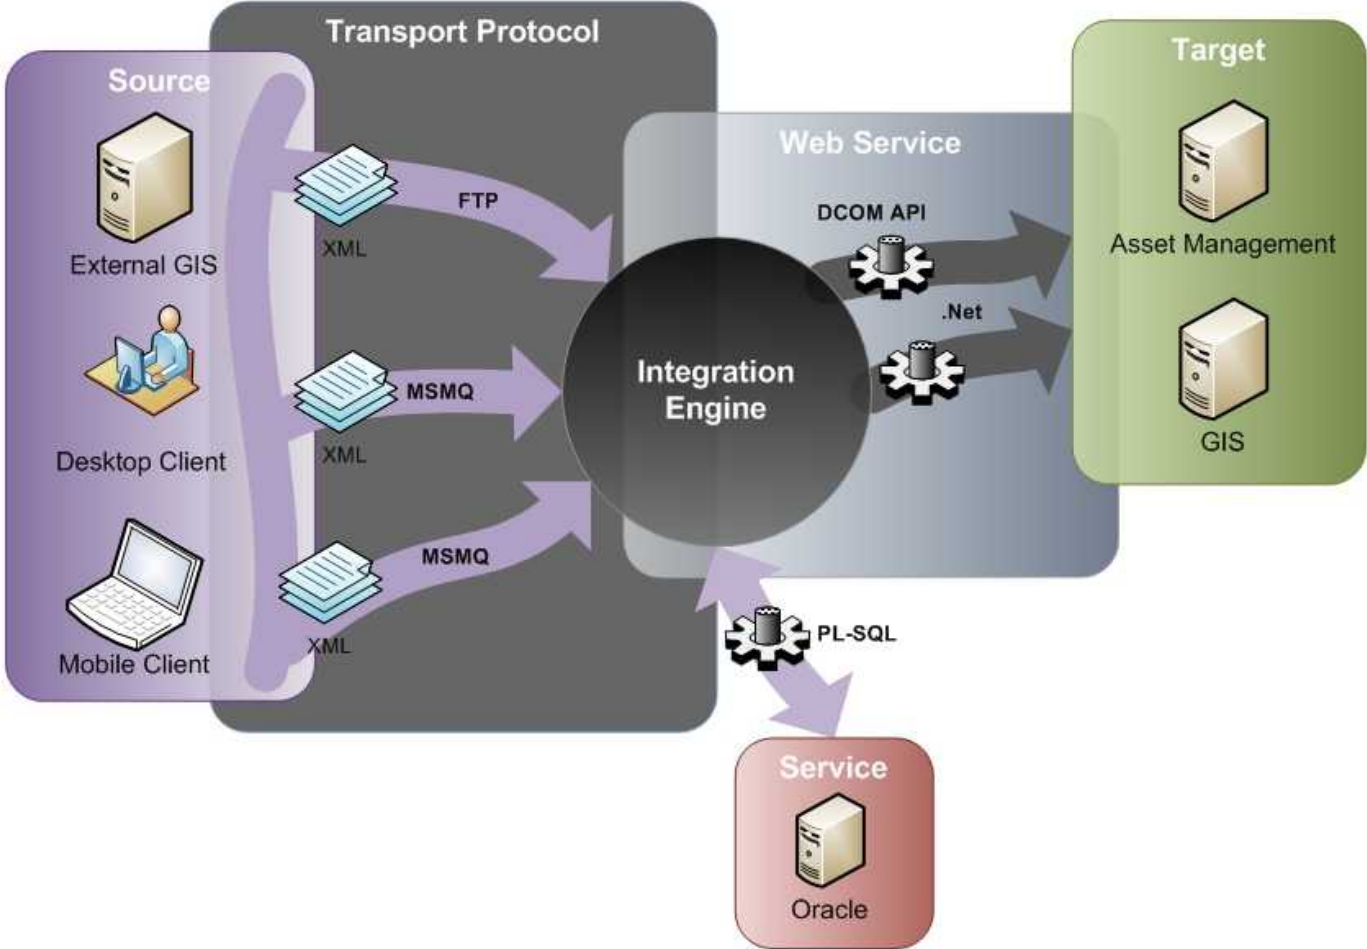 Transport Protocol
Source
Target
Web Service
External GIS
XML
FTP
DCOM API
Asset Management
.Net
Desktop Client
XML
MSMQ
Integration
Engine
GIS
Mobile Client
XML
MSMQ
PL-SQL
Service
Oracle